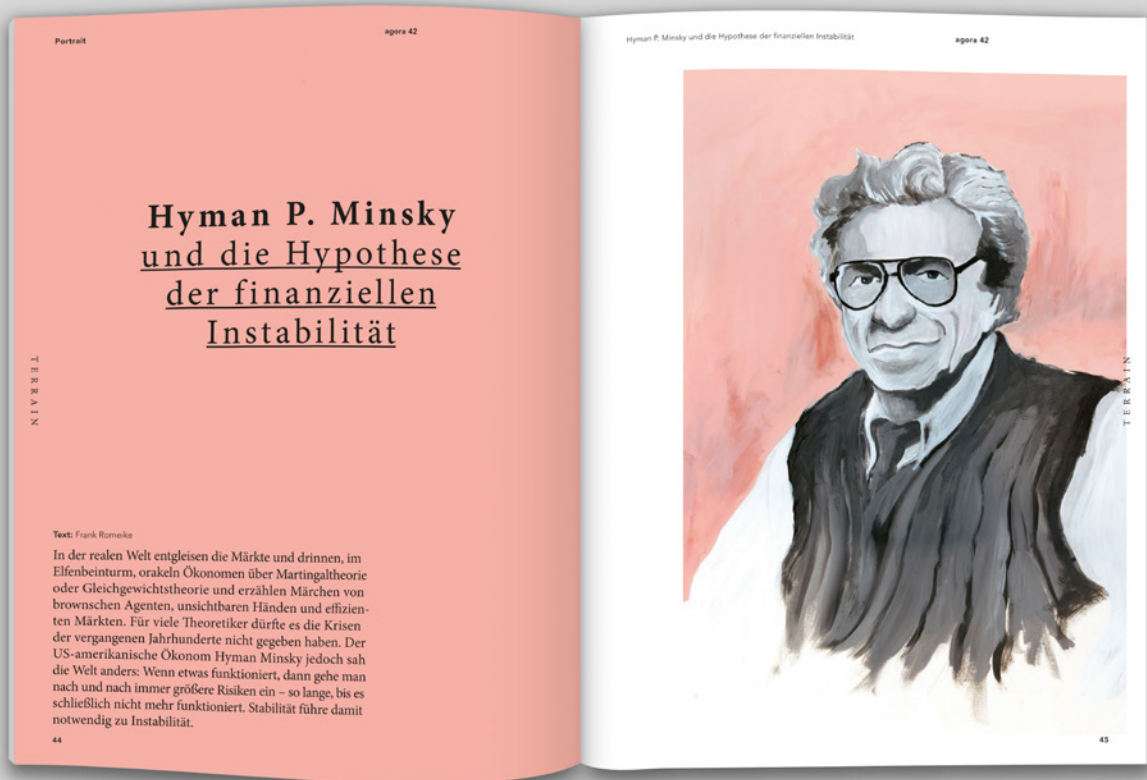 Portrait
agora 42
Hyman P. Minsky
und die Hypothese
der finanziellen
Instabilität
TERRAIN
Text: Frank Romeike
In der realen Welt entgleisen die Märkte und drinnen, im
Elfenbeinturm, orakeln Ökonomen über Martingaltheorie
oder Gleichgewichtstheorie und erzählen Märchen von
brownschen Agenten, unsichtbaren Händen und effizien-
ten Märkten. Für viele Theoretiker dürfte es die Krisen
der vergangenen Jahrhunderte nicht gegeben haben. Der
US-amerikanische Ökonom Hyman Minsky jedoch sah
die Welt anders: Wenn etwas funktioniert, dann gehe man
nach und nach immer größere Risiken ein – so lange, bis es
schließlich nicht mehr funktioniert. Stabilität führe damit
notwendig zu Instabilität.
44
Hyman P. Minsky und die Hypothese der finanziellen Instabilität
agora 42
TERRAIN
45